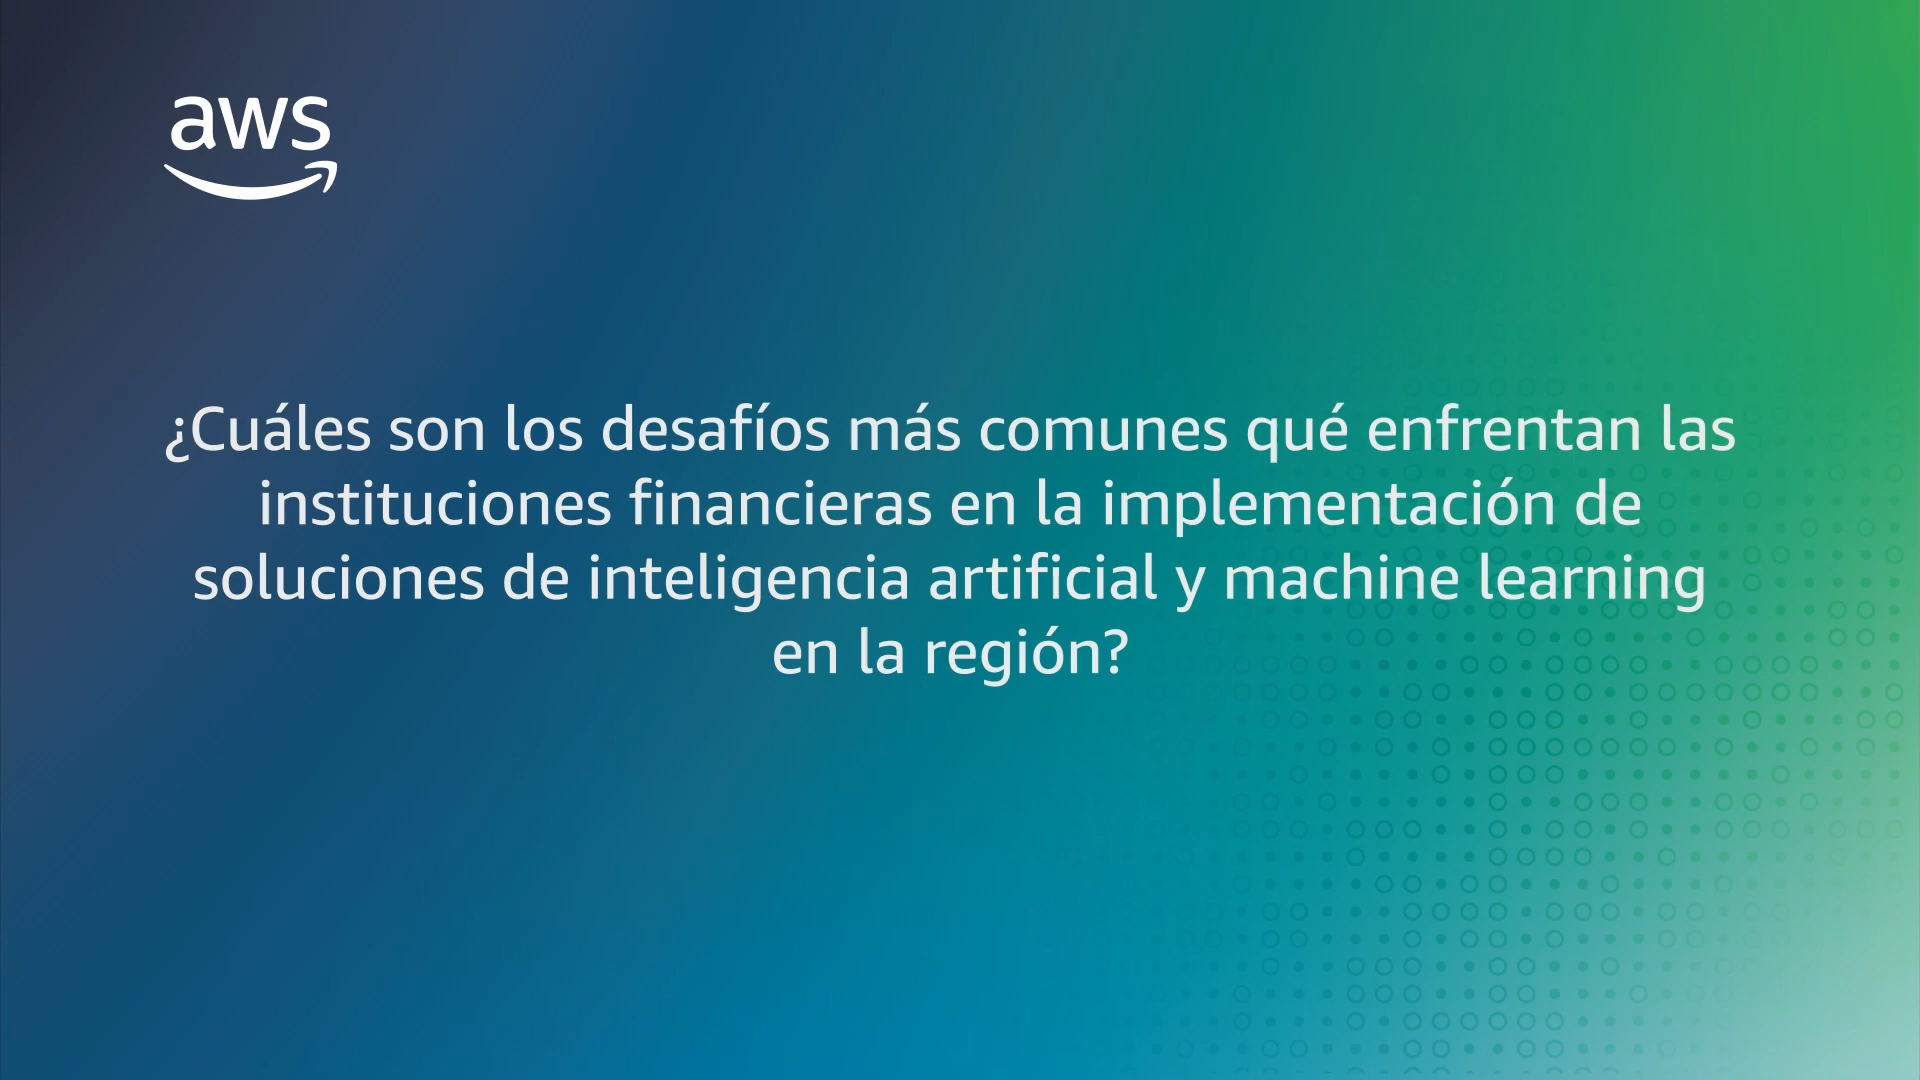 aws
¿Cuáles son los desafíos más comunes qué enfrentan las
instituciones financieras en la implementación de
soluciones de inteligencia artificial y machine learning
en la región?